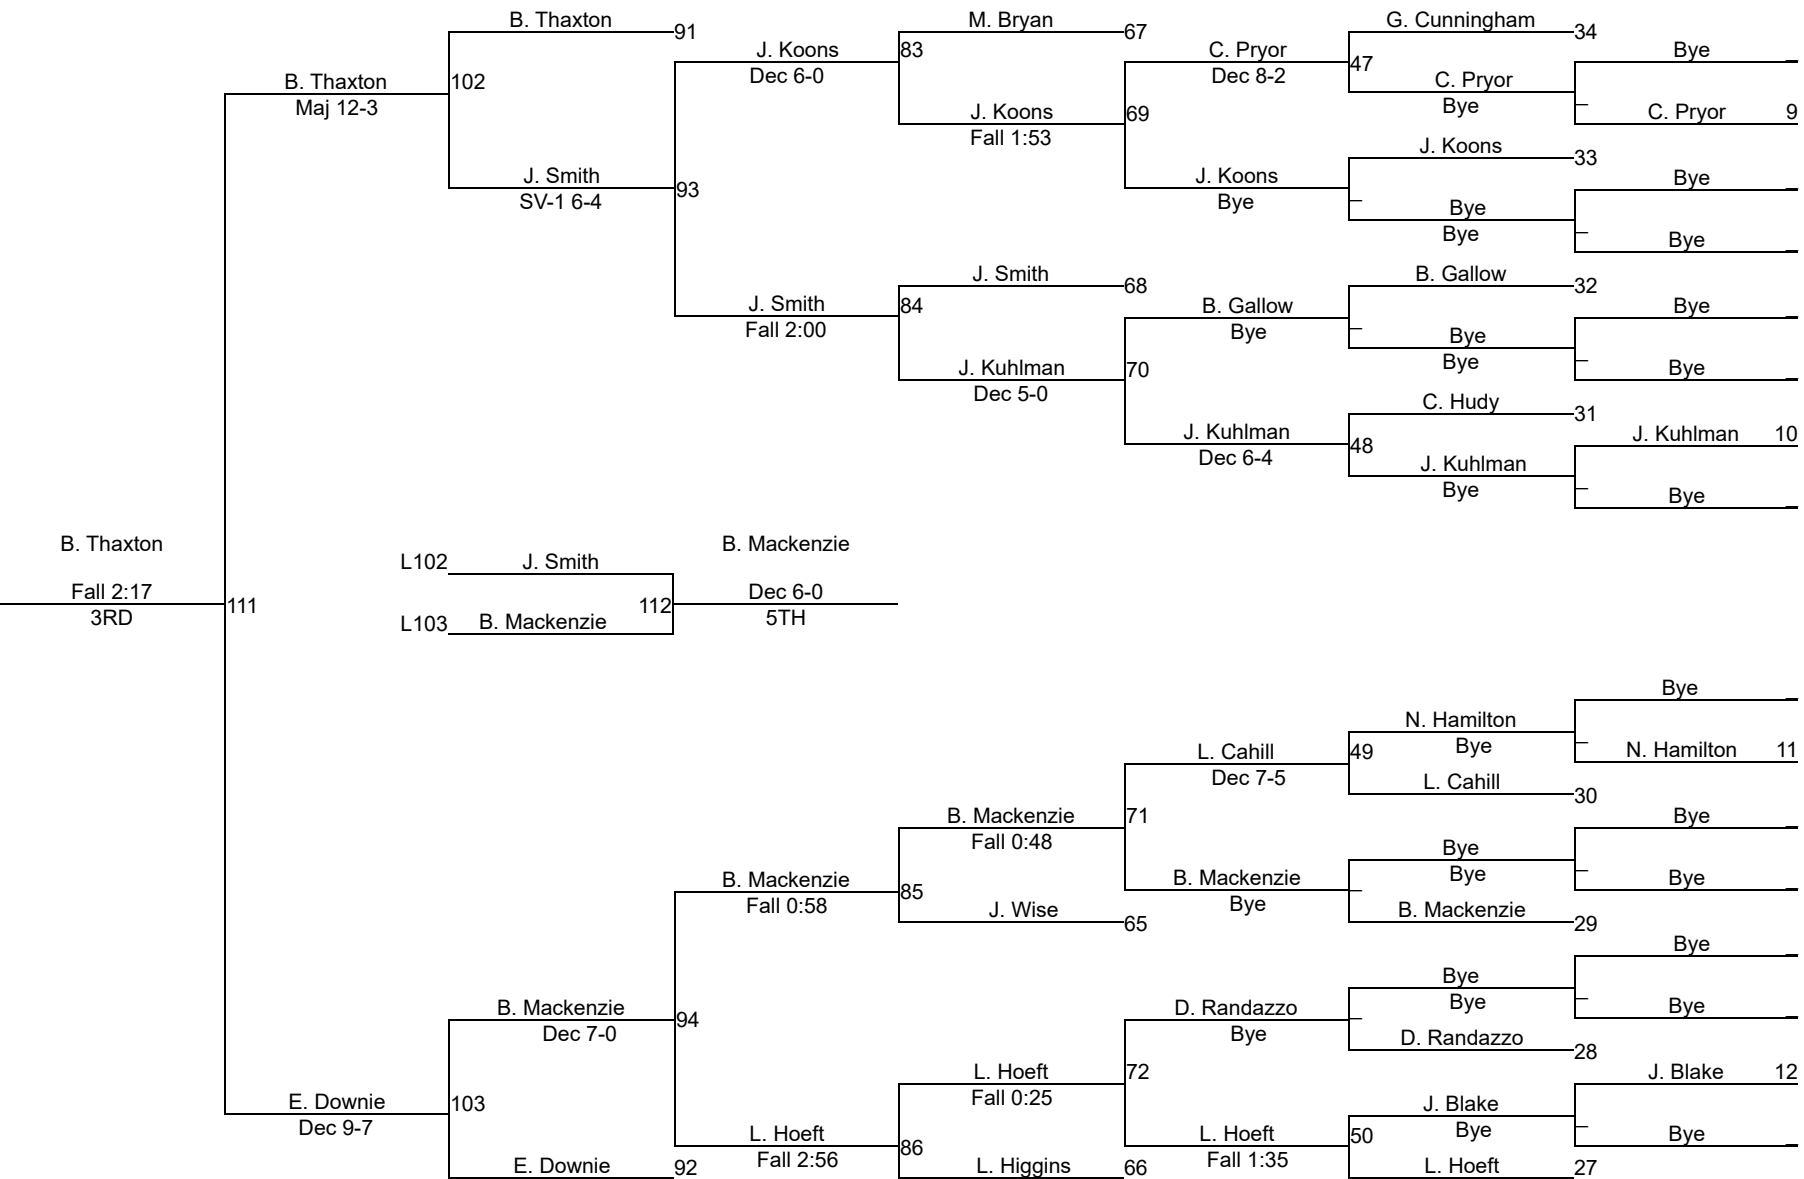 B. Thaxton
91
M. Bryan
67
G. Cunningham
34
Bye
J. Koons
83
C. Pryor
47
Dec 6-0
Dec 8-2
C. Pryor
B. Thaxton
102
Bye
Maj 12-3
J. Koons
69
C. Pryor 9
Fall 1:53
J. Koons
33
J. Smith
93
J. Koons
Bye
SV-1 6-4
Bye
Bye
Bye
Bye
J. Smith
68
B. Gallow
32
J. Smith
84
B. Gallow
Bye
Fall 2:00
Bye
Bye
J. Kuhlman
70
Bye
Bye
Dec 5-0
C. Hudy
31
J. Kuhlman
48
J. Kuhlman 10
Dec 6-4
J. Kuhlman
Bye
Bye
B. Thaxton
B. Mackenzie
L102 J. Smith
Fall 2:17
111
112
Dec 6-0
3RD
5TH
L103 B. Mackenzie
Bye
N. Hamilton
L. Cahill
49
Bye
N. Hamilton 11
Dec 7-5
L. Cahill
30
B. Mackenzie
71
Bye
Fall 0:48
Bye
B. Mackenzie
85
B. Mackenzie
Bye
Bye
Fall 0:58
Bye
J. Wise
65
B. Mackenzie
29
Bye
Bye
B. Mackenzie
94
D. Randazzo
Bye
Bye
Dec 7-0
Bye
D. Randazzo
28
L. Hoeft
72
J. Blake 12
Fall 0:25
E. Downie
103
J. Blake
Dec 9-7
L. Hoeft
86
L. Hoeft
50
Bye
Bye
Fall 2:56
Fall 1:35
E. Downie
92
L. Higgins
66
L. Hoeft
27